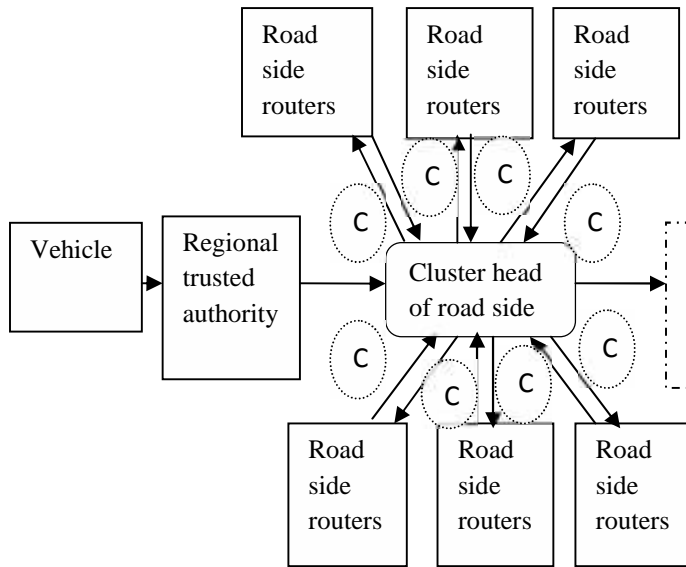 Road
side
routers
Road
side
routers
Road
side
routers
C
C
C
C
Vehicle
Regional
trusted
authority
Cluster head
of road side
C
C
C
C
Road
side
routers
Road
side
routers
Road
side
routers